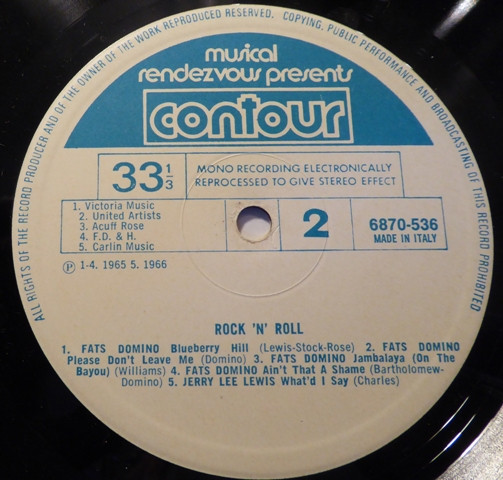 ALL RIGHTS OF THE RECORD PRODUCER AND OF THE OWNER OF THE WORK REPRODUCED RESERVED. COPYING, PUBLIC PERFORMANCE AND BROADCASTING OF THIS RECORD PROHIBITED
musical
rendezvous presents
contour
33 1/3
MONO RECORDING ELECTRONICALLY
REPROCESSED TO GIVE STEREO EFFECT
1. Victoria Music
2. United Artists
3. Acuff Rose
4. F.D. & H.
5. Carlin Music
2
6870-536
MADE IN ITALY
℗ 1-4. 1965 5. 1966
ROCK 'N' ROLL
1. FATS DOMINO Blueberry Hill (Lewis-Stock-Rose) 2. FATS DOMINO
Please Don't Leave Me (Domino) 3. FATS DOMINO Jambalaya (On The
Bayou) (Williams) 4. FATS DOMINO Ain't That A Shame (Bartholomew-
Domino) 5. JERRY LEE LEWIS What'd I Say (Charles)